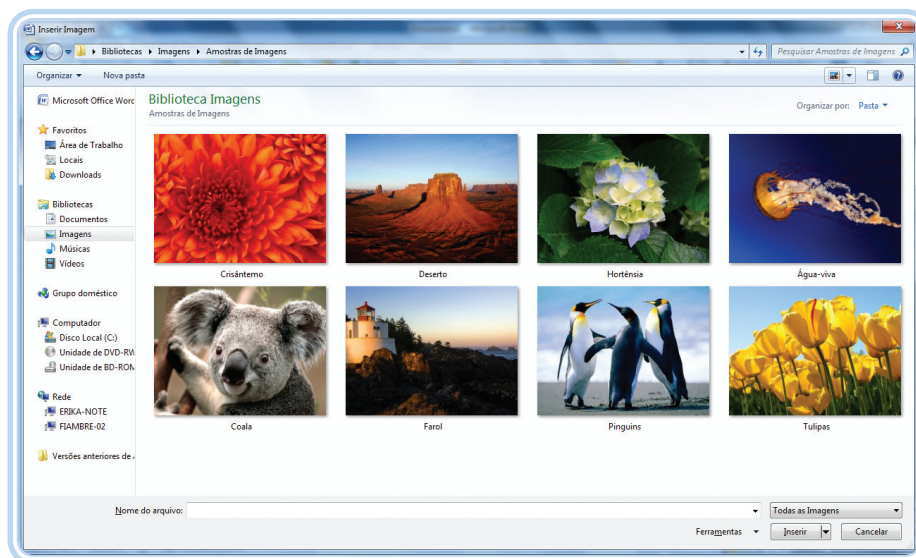 Inserir Imagem
Bibliotecas ▸ Imagens ▸ Amostras de Imagens
Pesquisar Amostras de Imagens
Organizar
Nova pasta
Microsoft Office Word
Favoritos
Área de Trabalho
Locais
Downloads
Bibliotecas
Documentos
Imagens
Músicas
Vídeos
Grupo doméstico
Computador
Disco Local (C:)
Unidade de DVD-RW
Unidade de BD-ROM
Rede
ERIKA-NOTE
FIAMBRE-02
Versões anteriores de
Biblioteca Imagens
Amostras de Imagens
Organizar por: Pasta
Crisântemo
Deserto
Hortênsia
Água-viva
Coala
Farol
Pinguins
Tulipas
Nome do arquivo:
Todas as Imagens
Ferramentas
Inserir
Cancelar